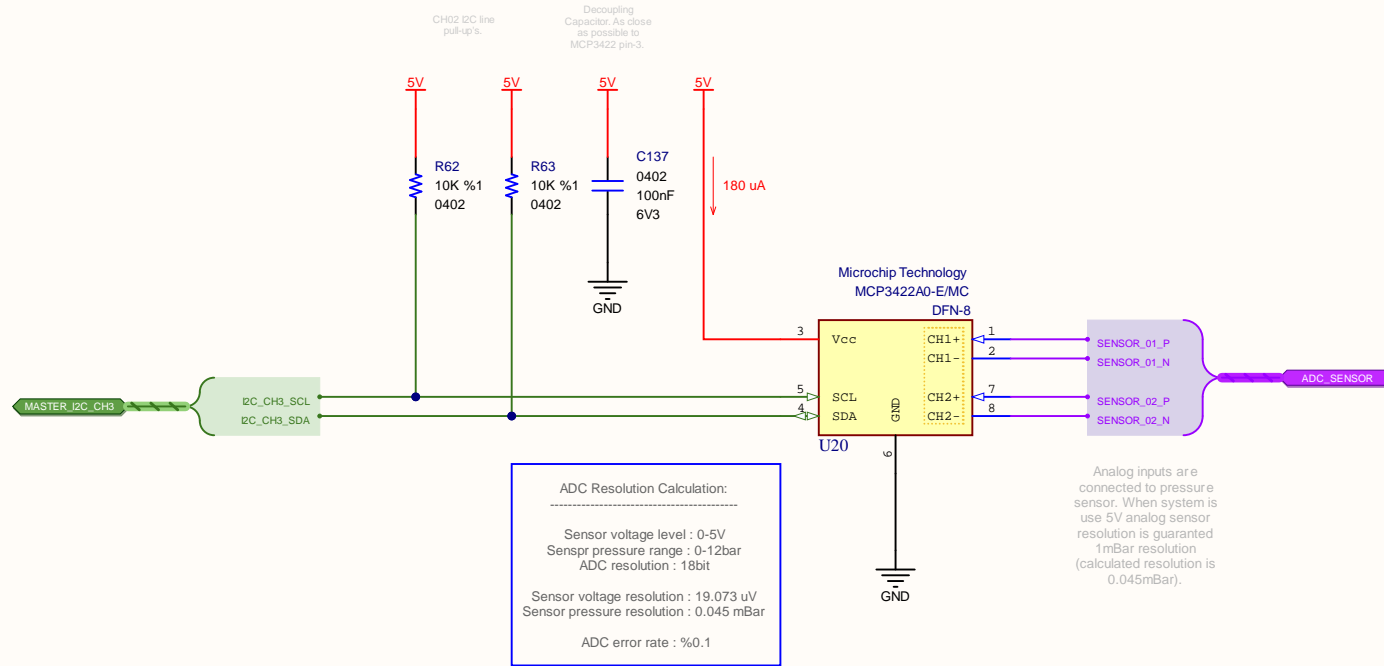 CH02 I2C line
pull-up's.
Decoupling
Capacitor. As close
as possible to
MCP3422 pin-3.
5V
5V
5V
5V
R62
10K %1
0402
R63
10K %1
0402
C137
0402
100nF
6V3
180 uA
GND
Microchip Technology
MCP3422A0-E/MC
DFN-8
3
Vcc
CH1+
1
CH1-
2
5
SCL
CH2+
7
4
SDA
CH2-
8
GND
6
U20
SENSOR_01_P
SENSOR_01_N
SENSOR_02_P
SENSOR_02_N
ADC_SENSOR
MASTER_I2C_CH3
I2C_CH3_SCL
I2C_CH3_SDA
ADC Resolution Calculation:
------------------------------------------
Sensor voltage level : 0-5V
Senspr pressure range : 0-12bar
ADC resolution : 18bit
Sensor voltage resolution : 19.073 uV
Sensor pressure resolution : 0.045 mBar
ADC error rate : %0.1
GND
Analog inputs are
connected to pressure
sensor. When system is
use 5V analog sensor
resolution is guaranted
1mBar resolution
(calculated resolution is
0.045mBar).